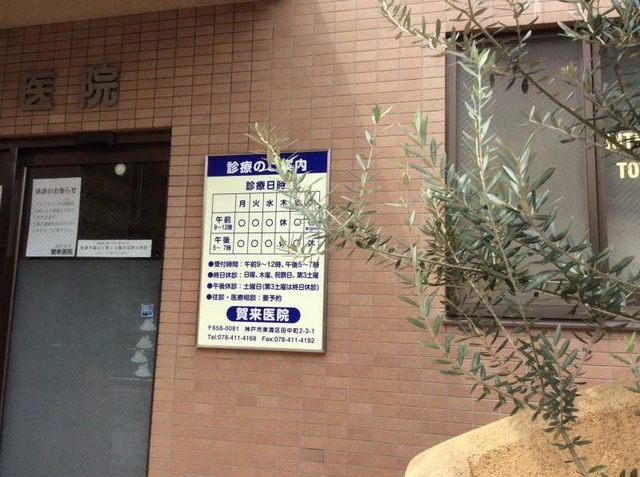 医院
休診のお知らせ
賀来医院
診療のご案内
診療日時
月 火 水 木
午前 9〜12時 ○ ○ ○ 休
午後 5〜7時 ○ ○ ○ 休
●受付時間：午前9〜12時、午後5〜7時
●終日休診：日曜、木曜、祝祭日、第3土曜
●午後休診：土曜日(第3土曜は終日休診)
●往診・医療相談：要予約
賀来医院
〒658-0081 神戸市東灘区田中町2-3-1
Tel:078-411-4168 Fax:078-411-4192
TO